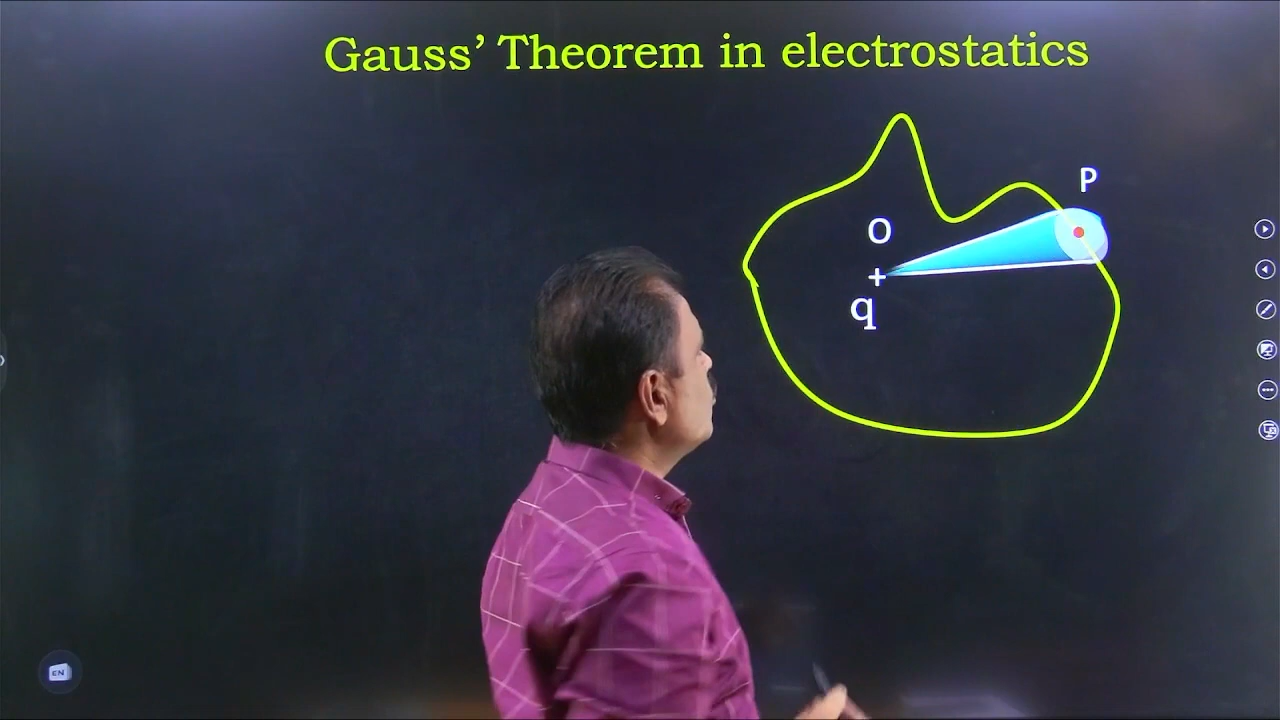 Gauss’ Theorem in electrostatics
P
O
+
q
EN